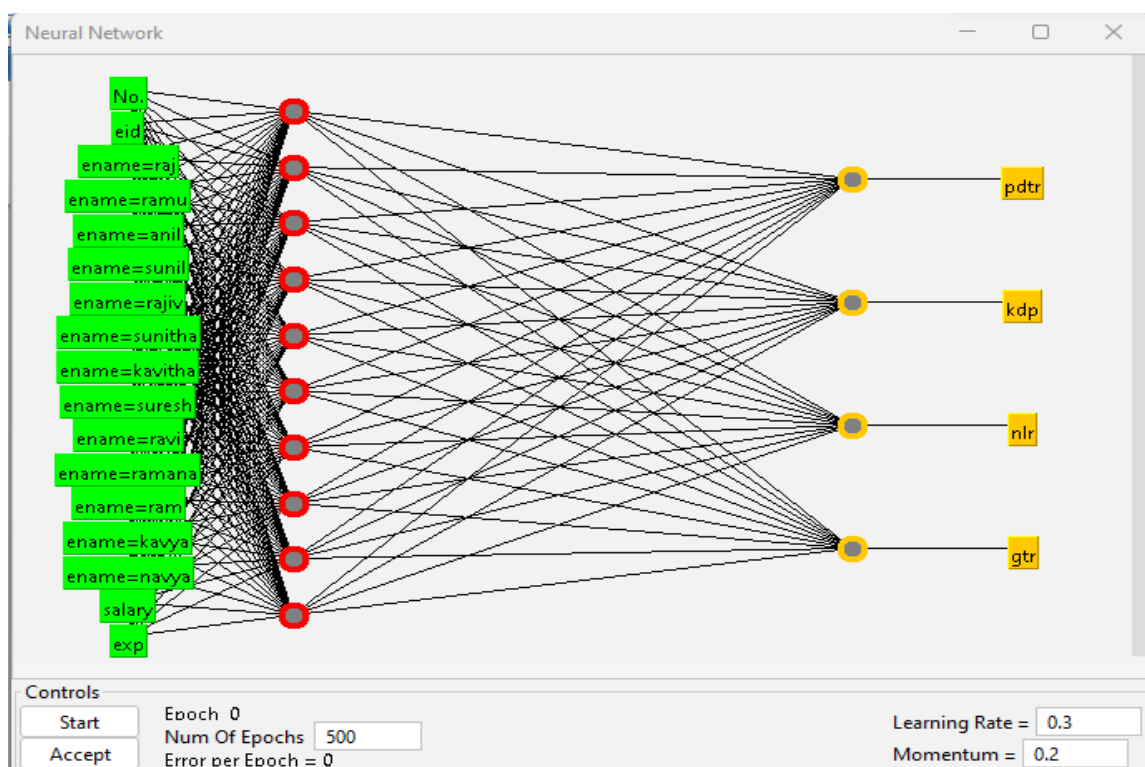 Neural Network
No.
eid
ename=raj
ename=ramu
ename=anil
ename=sunil
ename=rajiv
ename=sunitha
ename=kavitha
ename=suresh
ename=ravi
ename=ramana
ename=ram
ename=kavya
ename=navya
salary
exp
pdtr
kdp
nlr
gtr
Controls
Start
Accept
Epoch 0
Num Of Epochs 500
Error per Epoch = 0
Learning Rate = 0.3
Momentum = 0.2